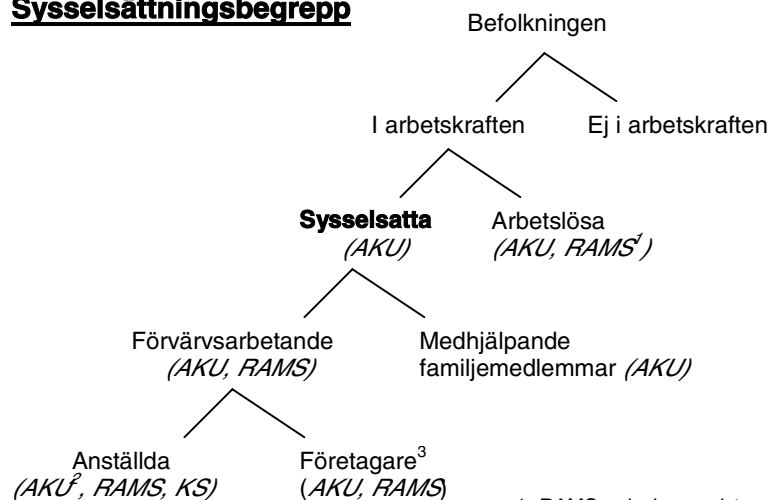 Sysselsättningsbegrepp
Befolkningen
I arbetskraften
Ej i arbetskraften
Sysselsatta
(AKU)
Arbetslösa
(AKU, RAMS¹)
Förvärvsarbetande
(AKU, RAMS)
Medhjälpande
familjemedlemmar (AKU)
Anställda
(AKU², RAMS, KS)
Företagare³
(AKU, RAMS)